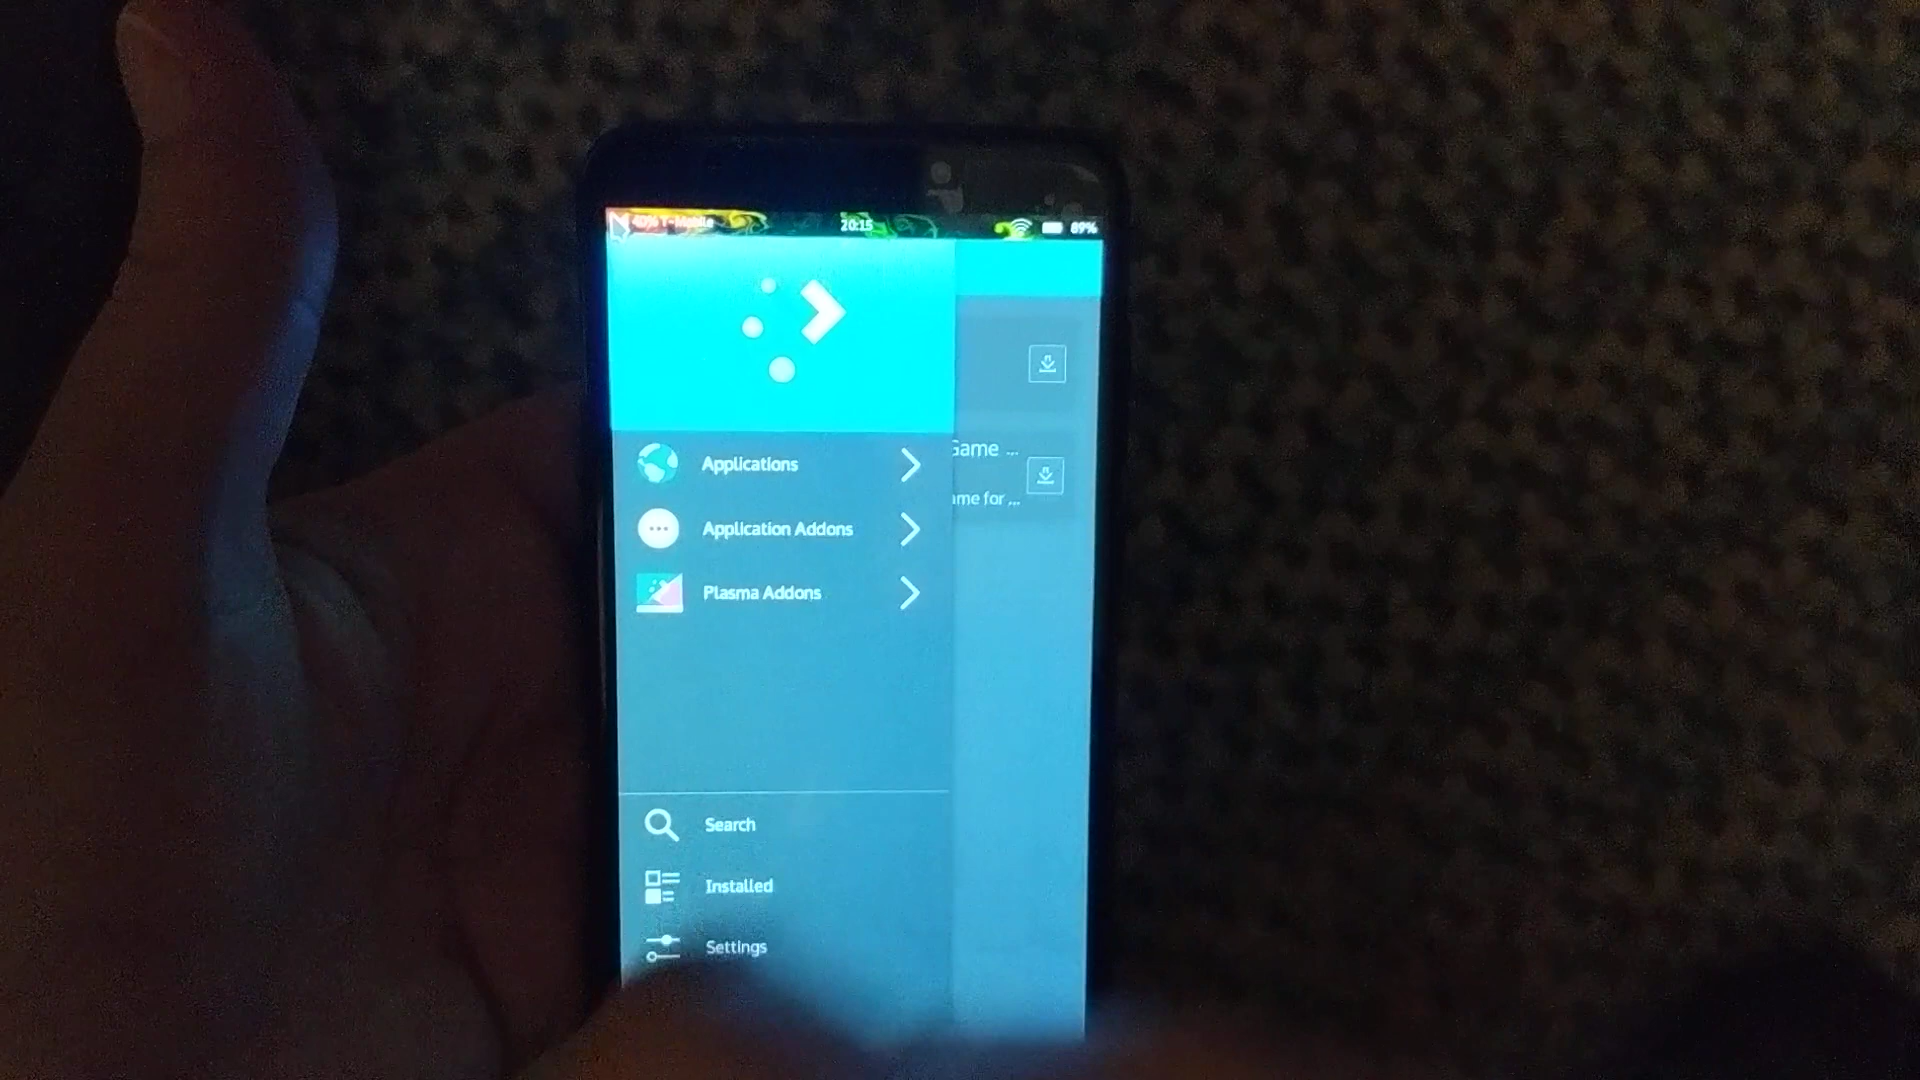 40% T-Mobile 20:15 89%
Game ...
Applications
me for ...
Application Addons
Plasma Addons
Search
Installed
Settings